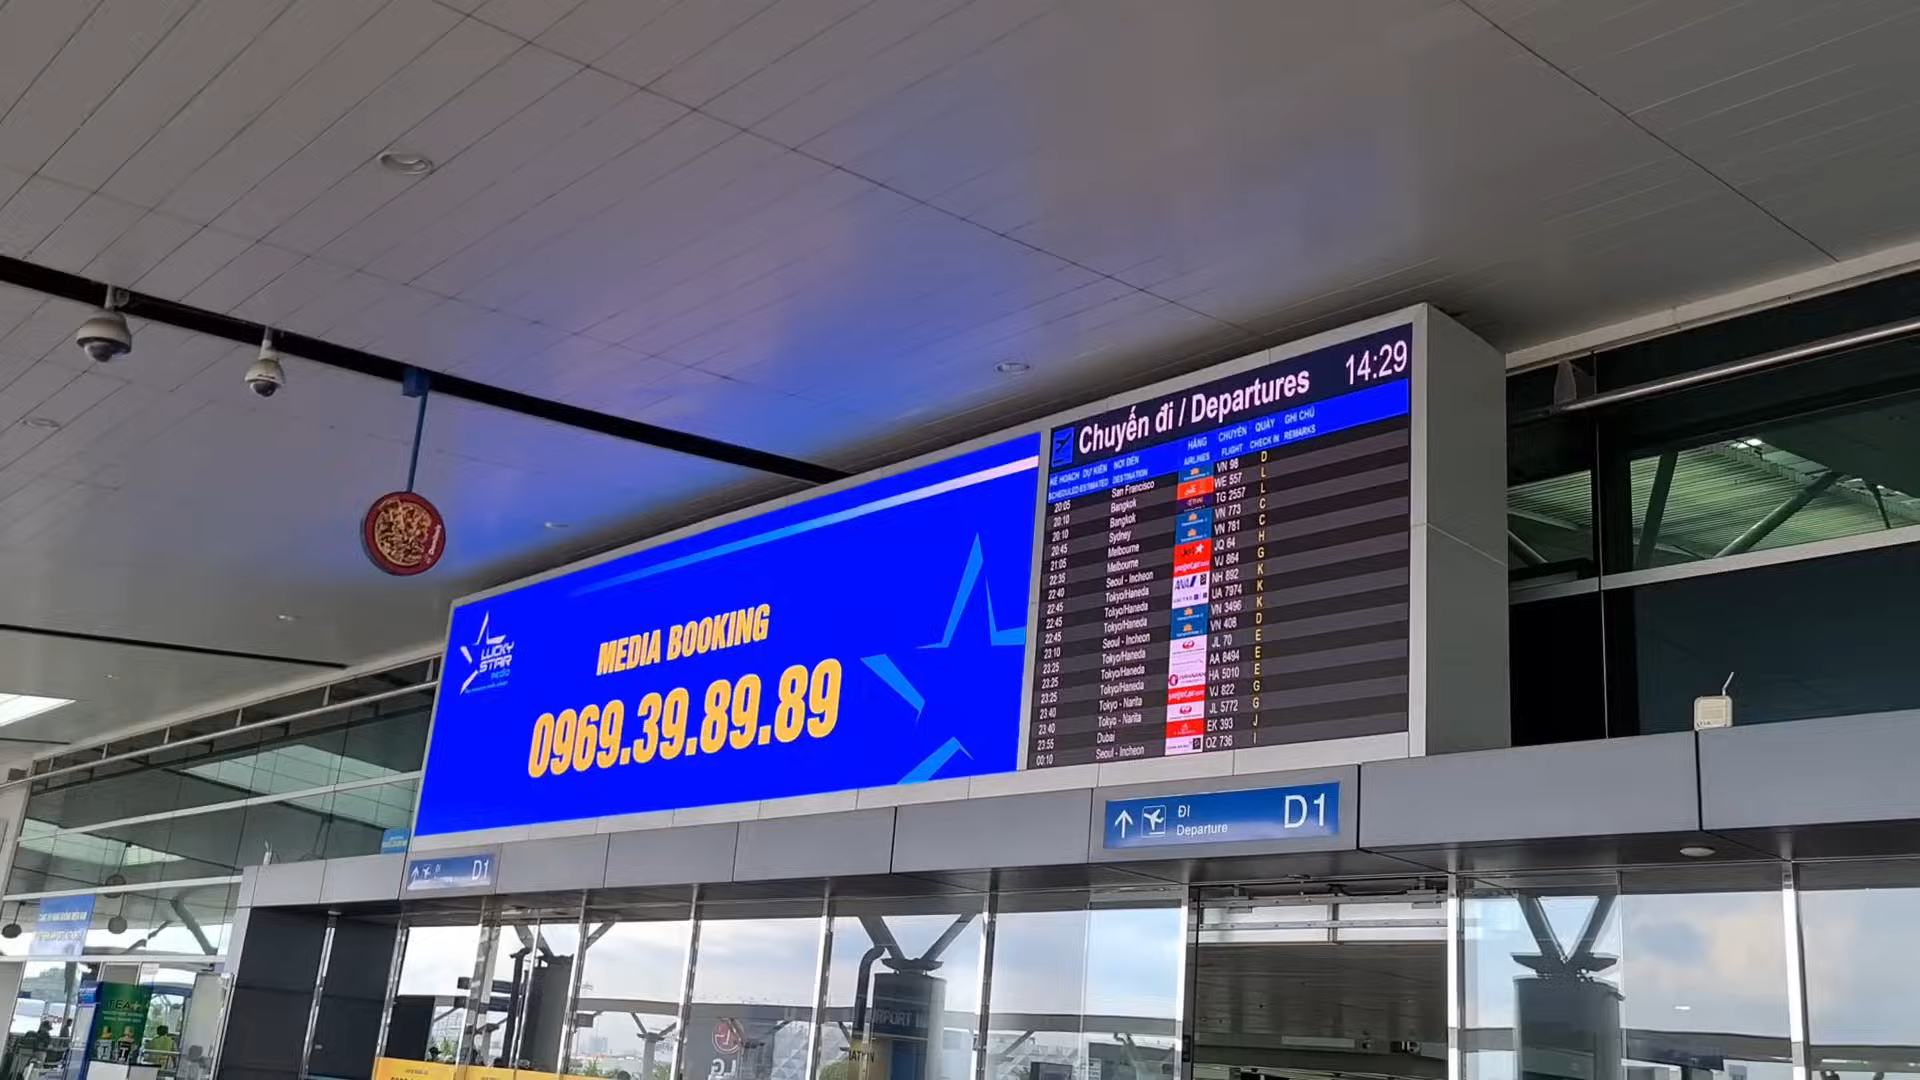 Chuyến đi / Departures 14:29
KẾ HOẠCH DỰ KIẾN NƠI ĐẾN HÃNG CHUYẾN QUẦY GHI CHÚ
SCHEDULED ESTIMATED DESTINATION AIRLINES FLIGHT CHECK IN REMARKS
20:05 San Francisco VN 98 D
20:10 Bangkok WE 557 L
20:10 Bangkok TG 2557 L
20:45 Sydney VN 773 C
21:05 Melbourne VN 781 C
22:35 Melbourne JQ 64 H
22:40 Seoul - Incheon VJ 864 G
22:45 Tokyo/Haneda NH 892 K
22:45 Tokyo/Haneda UA 7974 K
22:45 Tokyo/Haneda VN 3496 K
23:10 Seoul - Incheon VN 408 D
23:25 Tokyo/Haneda JL 70 E
23:25 Tokyo/Haneda AA 8494 E
23:25 Tokyo/Haneda HA 5010 E
23:40 Tokyo - Narita VJ 822 G
23:40 Tokyo - Narita JL 5772 G
23:55 Dubai EK 393 J
00:10 Seoul - Incheon OZ 736 I
LUCKY
STAR
MEDIA
MEDIA BOOKING
0969.39.89.89
ĐI
Departure
D1
ĐI
D1
TEA+
LG